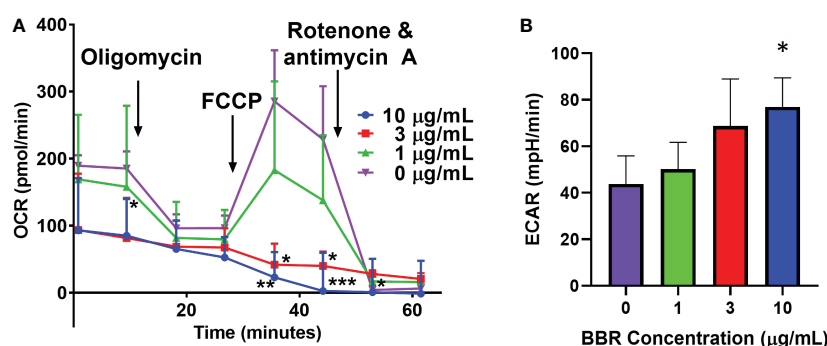 A
400
300
200
100
0
OCR (pmol/min)
Oligomycin
FCCP
Rotenone &
antimycin A
10 μg/mL
3 μg/mL
1 μg/mL
0 μg/mL
*
**
*
*
***
*
20
40
60
Time (minutes)
B
100
80
60
40
20
0
ECAR (mpH/min)
*
0
1
3
10
BBR Concentration (μg/mL)